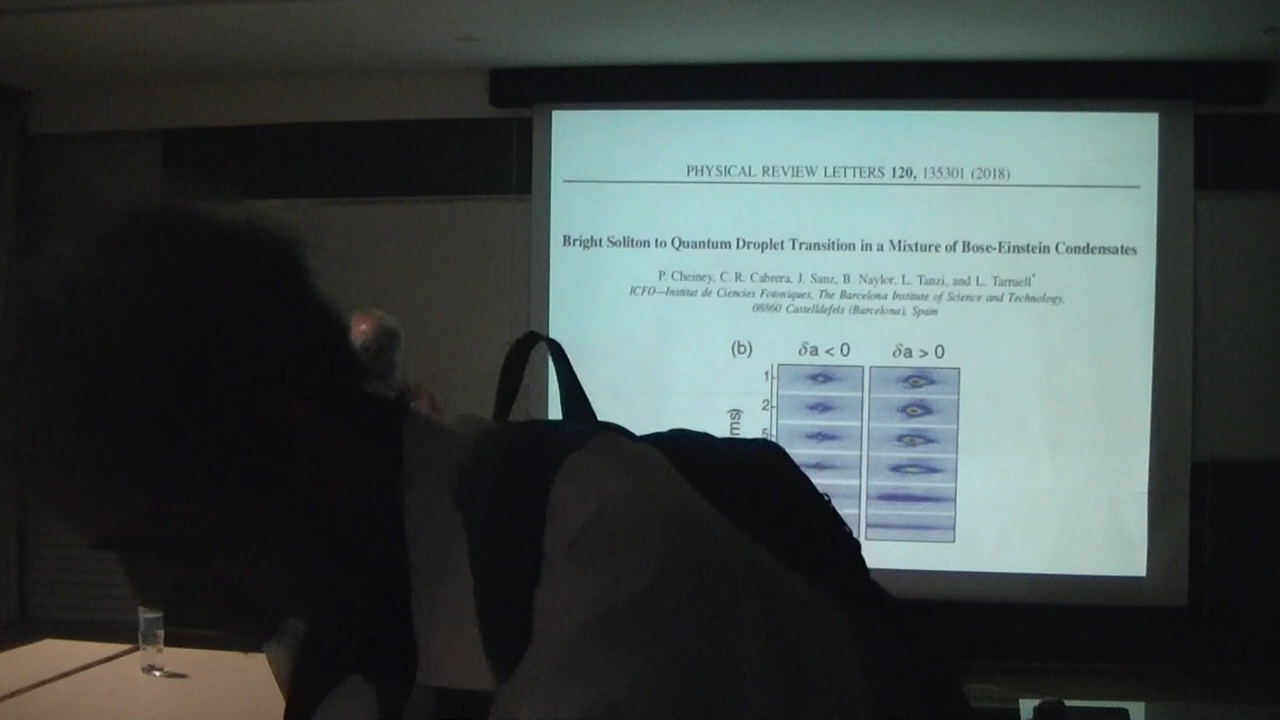 PHYSICAL REVIEW LETTERS 120, 135301 (2018)
Bright Soliton to Quantum Droplet Transition in a Mixture of Bose-Einstein Condensates
P. Cheiney, C. R. Cabrera, J. Sanz, B. Naylor, L. Tanzi, and L. Tarruell*
ICFO—Institut de Ciencies Fotoniques, The Barcelona Institute of Science and Technology,
08860 Castelldefels (Barcelona), Spain
(b) δa < 0 δa > 0
1
2
5
ms)